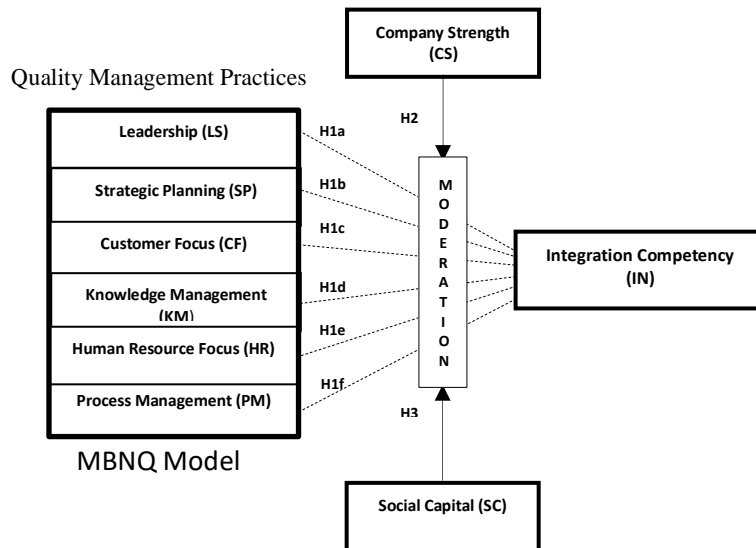 Company Strength
(CS)
Quality Management Practices
H2
Leadership (LS)
H1a
Strategic Planning (SP)
H1b
Customer Focus (CF)
H1c
Knowledge Management
(KM)
H1d
Human Resource Focus (HR)
H1e
Process Management (PM)
H1f
MODERATION
Integration Competency
(IN)
H3
MBNQ Model
Social Capital (SC)